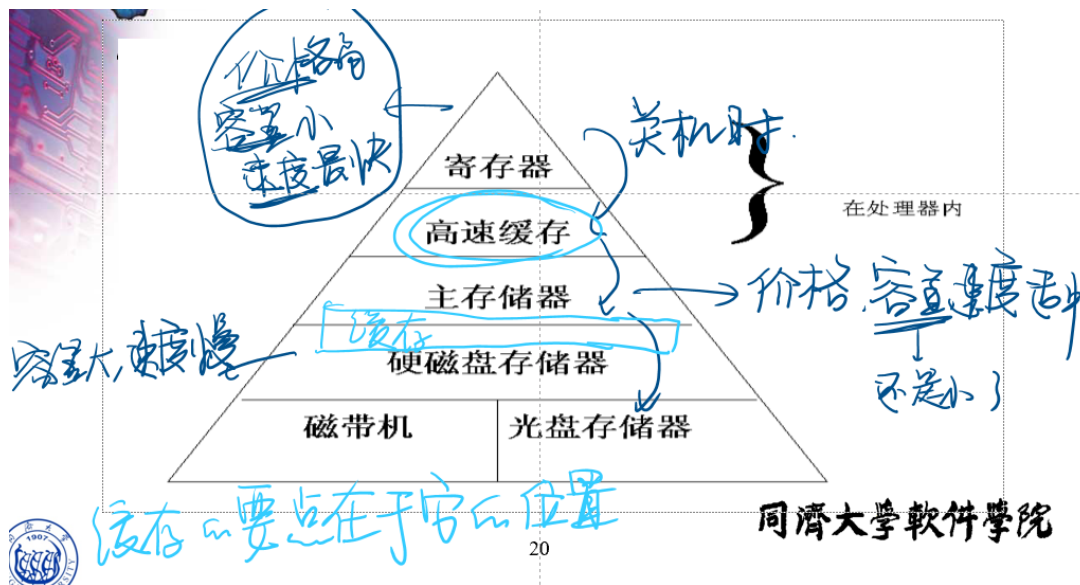 价格高
容量小
速度最快
关机时.
寄存器
高速缓存
在处理器内
主存储器
价格,容量速度适中
还是小了
缓存
容量大,速度慢
硬磁盘存储器
磁带机
光盘存储器
缓存的要点在于它的位置
同濟大學軟件學院
20
1907